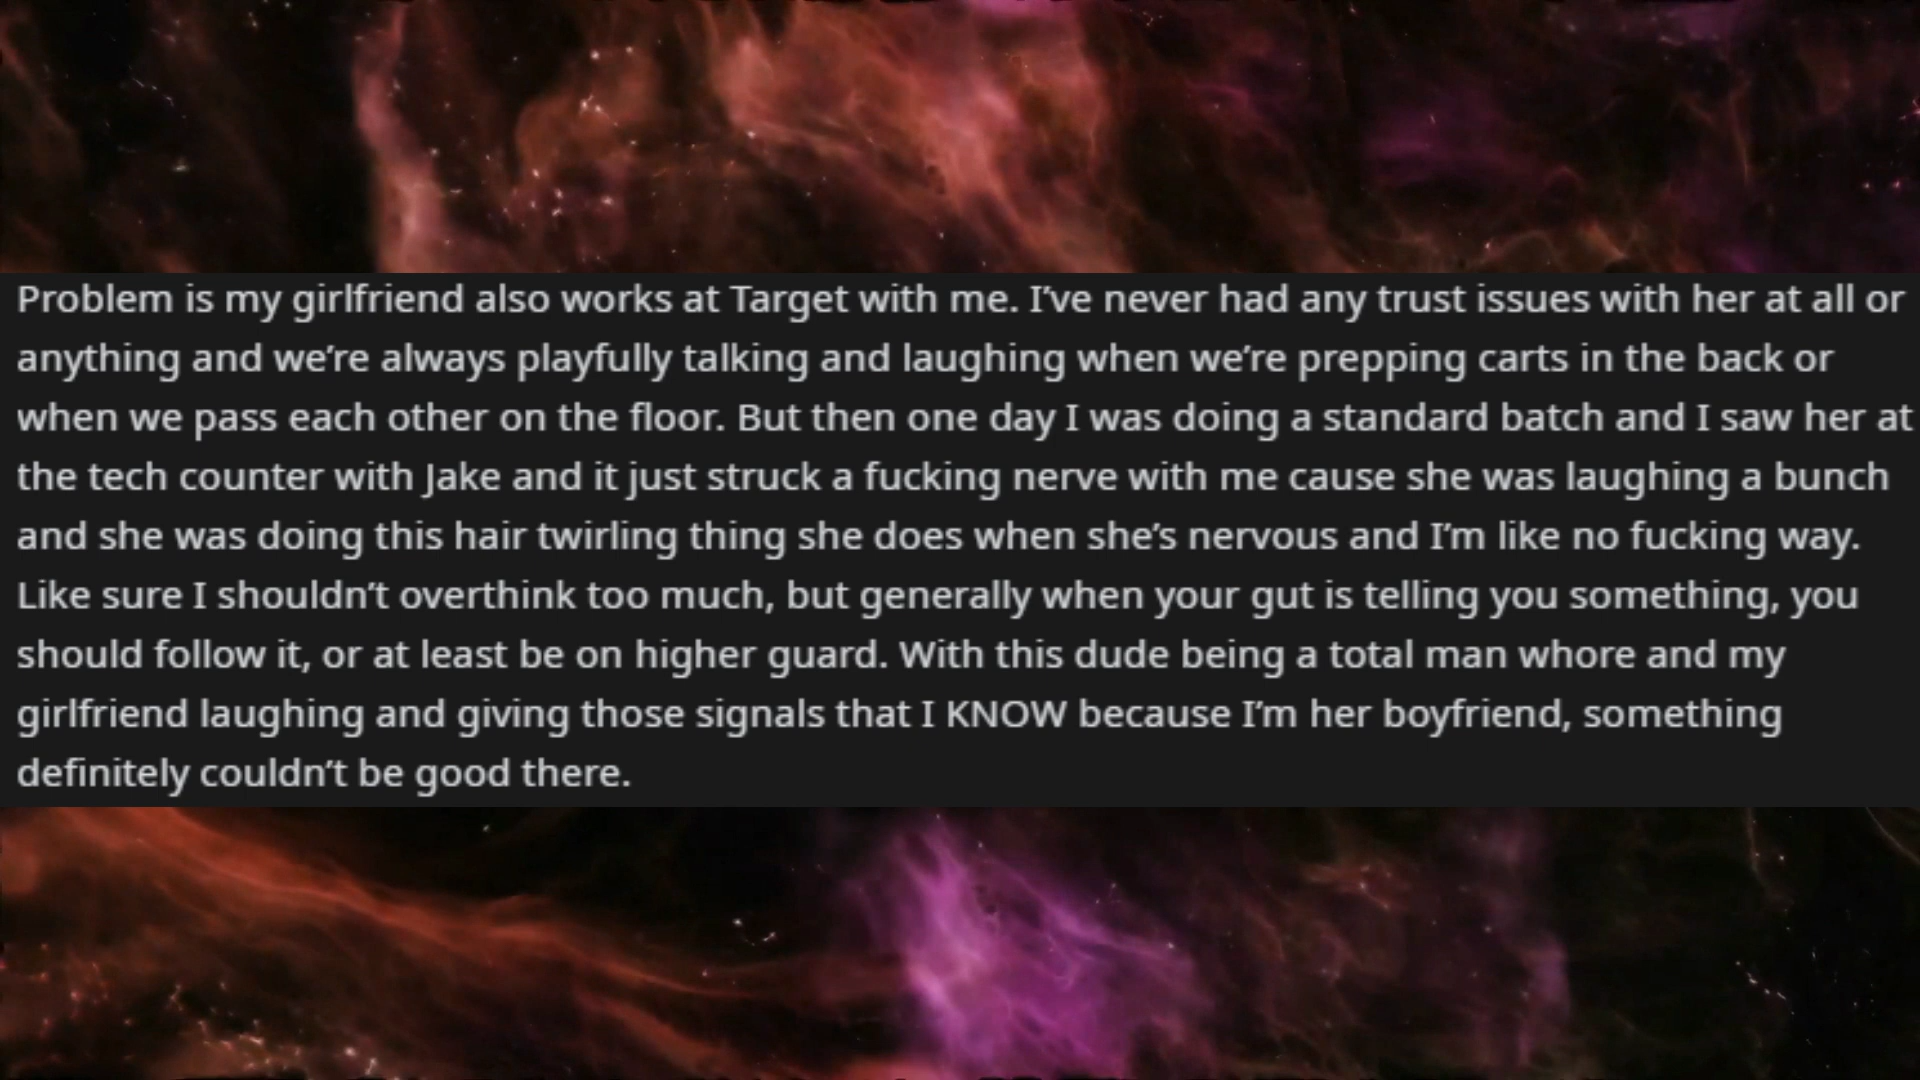 Problem is my girlfriend also works at Target with me. I’ve never had any trust issues with her at all or
anything and we’re always playfully talking and laughing when we’re prepping carts in the back or
when we pass each other on the floor. But then one day I was doing a standard batch and I saw her at
the tech counter with Jake and it just struck a fucking nerve with me cause she was laughing a bunch
and she was doing this hair twirling thing she does when she’s nervous and I’m like no fucking way.
Like sure I shouldn’t overthink too much, but generally when your gut is telling you something, you
should follow it, or at least be on higher guard. With this dude being a total man whore and my
girlfriend laughing and giving those signals that I KNOW because I’m her boyfriend, something
definitely couldn’t be good there.